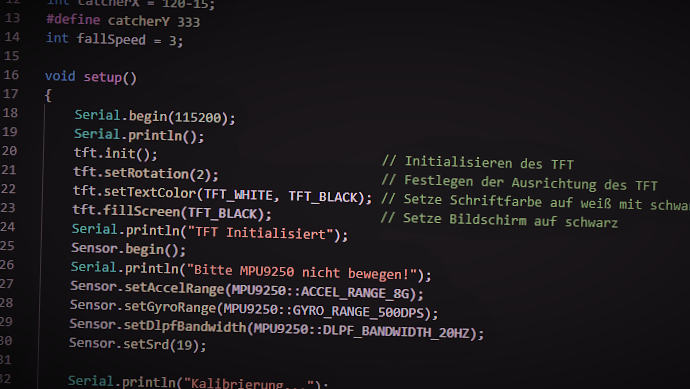 12 int catcherX = 120-15;
13 #define catcherY 333
14 int fallSpeed = 3;
15
16 void setup()
17 {
18 Serial.begin(115200);
19 Serial.println();
20 tft.init(); // Initialisieren des TFT
21 tft.setRotation(2); // Festlegen der Ausrichtung des TFT
22 tft.setTextColor(TFT_WHITE, TFT_BLACK); // Setze Schriftfarbe auf weiß mit schwar
23 tft.fillScreen(TFT_BLACK); // Setze Bildschirm auf schwarz
24 Serial.println("TFT Initialisiert");
25 Sensor.begin();
26 Serial.println("Bitte MPU9250 nicht bewegen!");
27 Sensor.setAccelRange(MPU9250::ACCEL_RANGE_8G);
28 Sensor.setGyroRange(MPU9250::GYRO_RANGE_500DPS);
29 Sensor.setDlpfBandwidth(MPU9250::DLPF_BANDWIDTH_20HZ);
30 Sensor.setSrd(19);
31
32 Serial.println("Kalibrierung...");